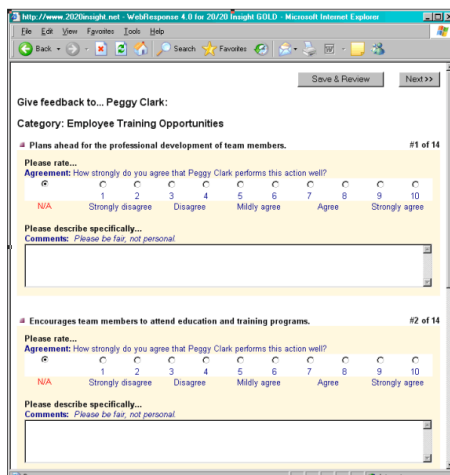 http://www.2020insight.net - WebResponse 4.0 for 20/20 Insight GOLD - Microsoft Internet Explorer
File Edit View Favorites Tools Help
Back Search Favorites
Save & Review Next>>
Give feedback to... Peggy Clark:
Category: Employee Training Opportunities
Plans ahead for the professional development of team members. #1 of 14
Please rate...
Agreement: How strongly do you agree that Peggy Clark performs this action well?
1 2 3 4 5 6 7 8 9 10
N/A Strongly disagree Disagree Mildly agree Agree Strongly agree
Please describe specifically...
Comments: Please be fair, not personal.
Encourages team members to attend education and training programs. #2 of 14
Please rate...
Agreement: How strongly do you agree that Peggy Clark performs this action well?
1 2 3 4 5 6 7 8 9 10
N/A Strongly disagree Disagree Mildly agree Agree Strongly agree
Please describe specifically...
Comments: Please be fair, not personal.